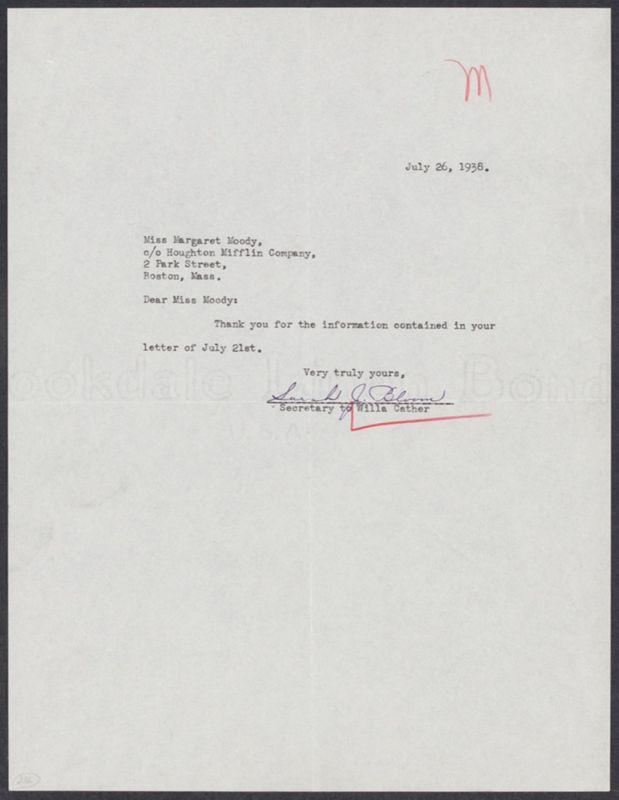 M
July 26, 1938.
Miss Margaret Moody,
c/o Houghton Mifflin Company,
2 Park Street,
Boston, Mass.
Dear Miss Moody:
Thank you for the information contained in your
letter of July 21st.
Very truly yours,
Sarah J. Bloom
Secretary to Willa Cather
Bond
U.S.A.